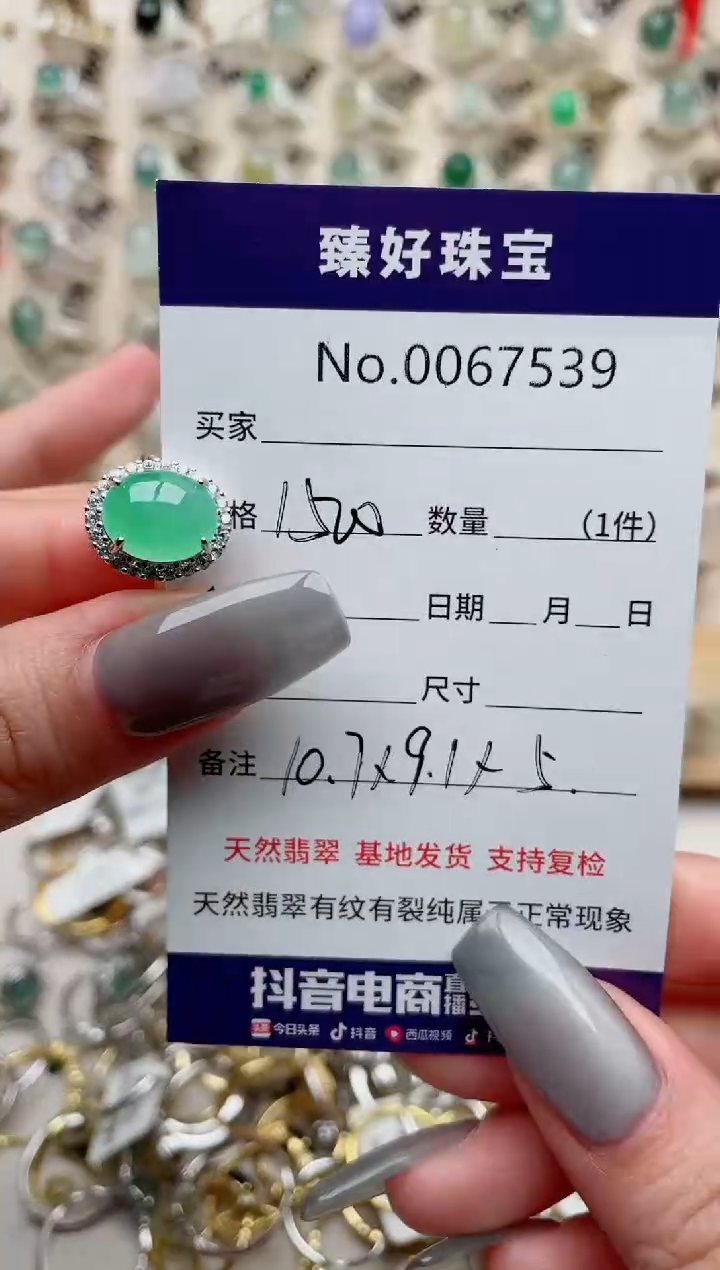 臻好珠宝
No.0067539
买家
格 1500 数量 (1件)
日期 月 日
尺寸
备注 10.7x9.1x5.
天然翡翠 基地发货 支持复检
天然翡翠有纹有裂纯属 正常现象
抖音电商直播
今日头条 抖音 西瓜视频